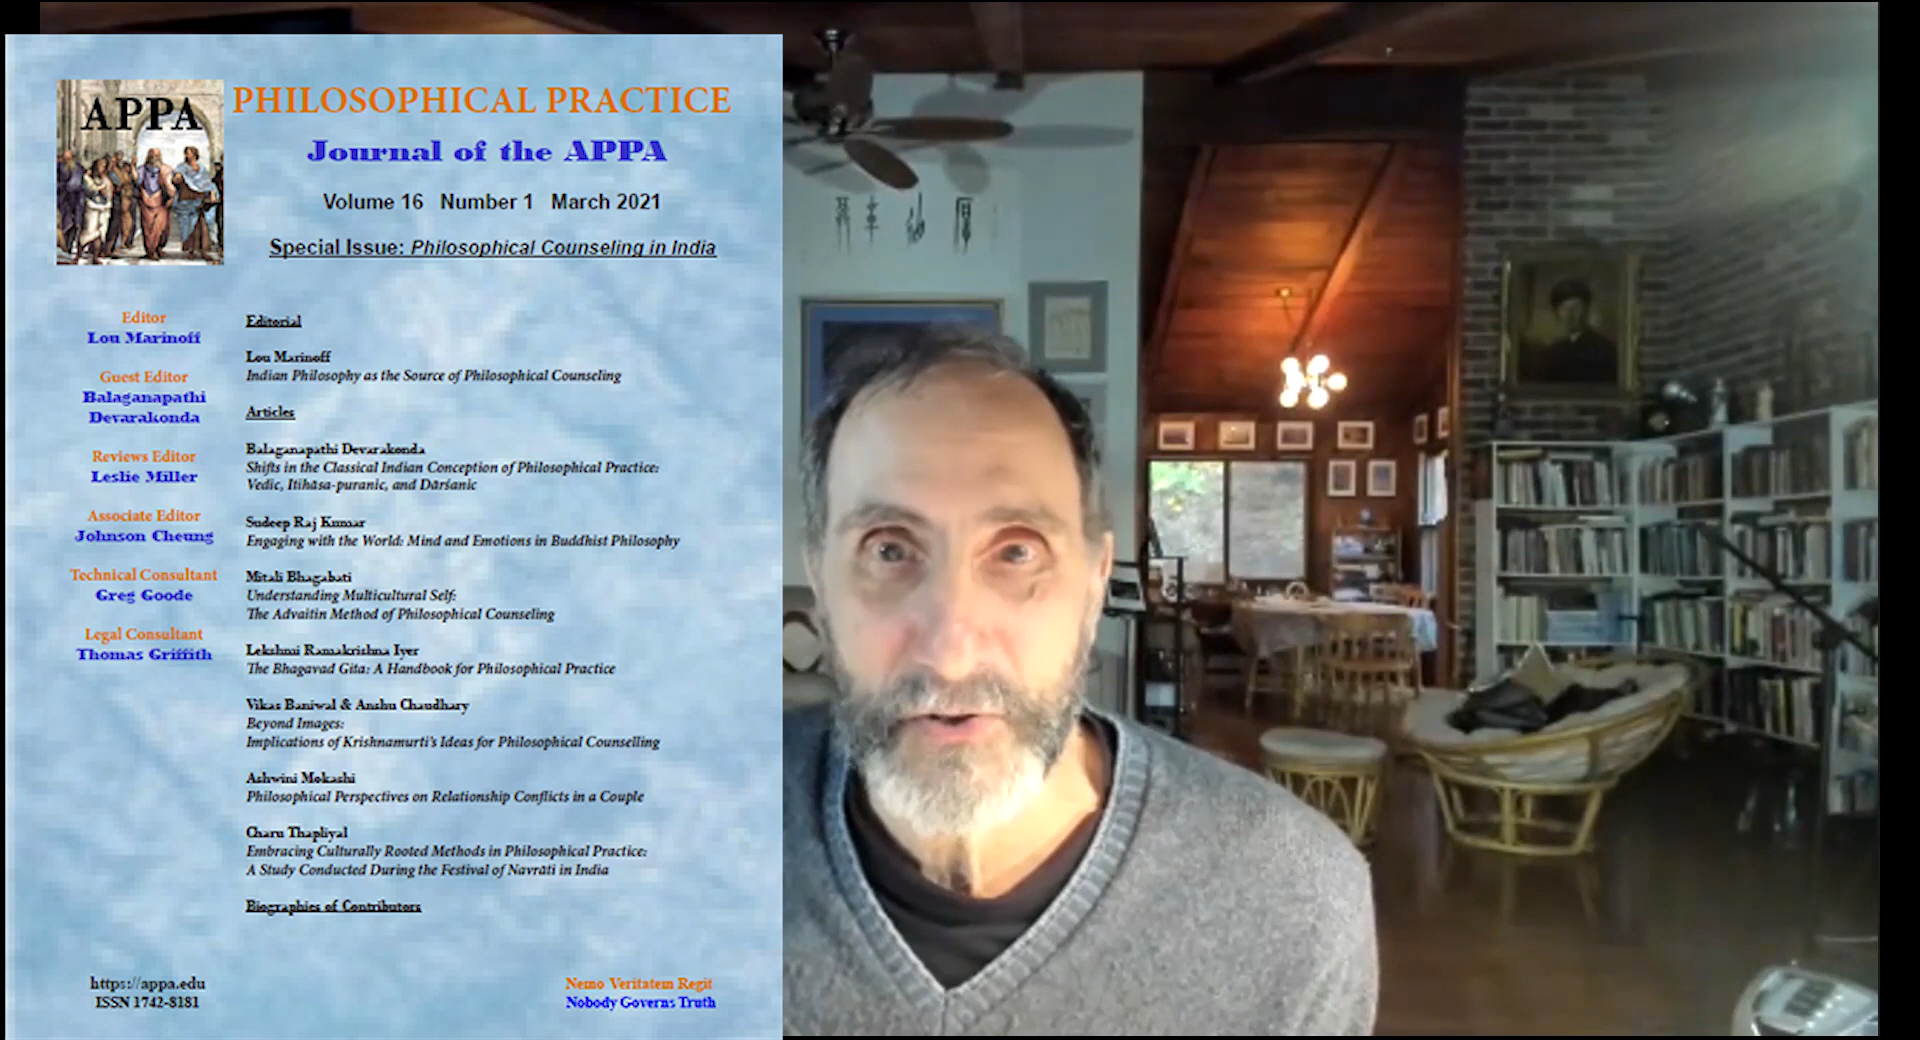 APPA
PHILOSOPHICAL PRACTICE
Journal of the APPA
Volume 16 Number 1 March 2021
Special Issue: Philosophical Counseling in India
Editor
Lou Marinoff
Guest Editor
Balaganapathi
Devarakonda
Reviews Editor
Leslie Miller
Associate Editor
Johnson Cheung
Technical Consultant
Greg Goode
Legal Consultant
Thomas Griffith
Editorial
Lou Marinoff
Indian Philosophy as the Source of Philosophical Counseling
Articles
Balaganapathi Devarakonda
Shifts in the Classical Indian Conception of Philosophical Practice:
Vedic, Itihāsa-puranic, and Dārśanic
Sudeep Raj Kumar
Engaging with the World: Mind and Emotions in Buddhist Philosophy
Mitali Bhagabati
Understanding Multicultural Self:
The Advaitin Method of Philosophical Counseling
Lekshmi Ramakrishna Iyer
The Bhagavad Gita: A Handbook for Philosophical Practice
Vikas Baniwal & Anshu Chaudhary
Beyond Images:
Implications of Krishnamurti's Ideas for Philosophical Counselling
Ashwini Mokashi
Philosophical Perspectives on Relationship Conflicts in a Couple
Charu Thapliyal
Embracing Culturally Rooted Methods in Philosophical Practice:
A Study Conducted During the Festival of Navrāti in India
Biographies of Contributors
https://appa.edu
ISSN 1742-8181
Nemo Veritatem Regit
Nobody Governs Truth